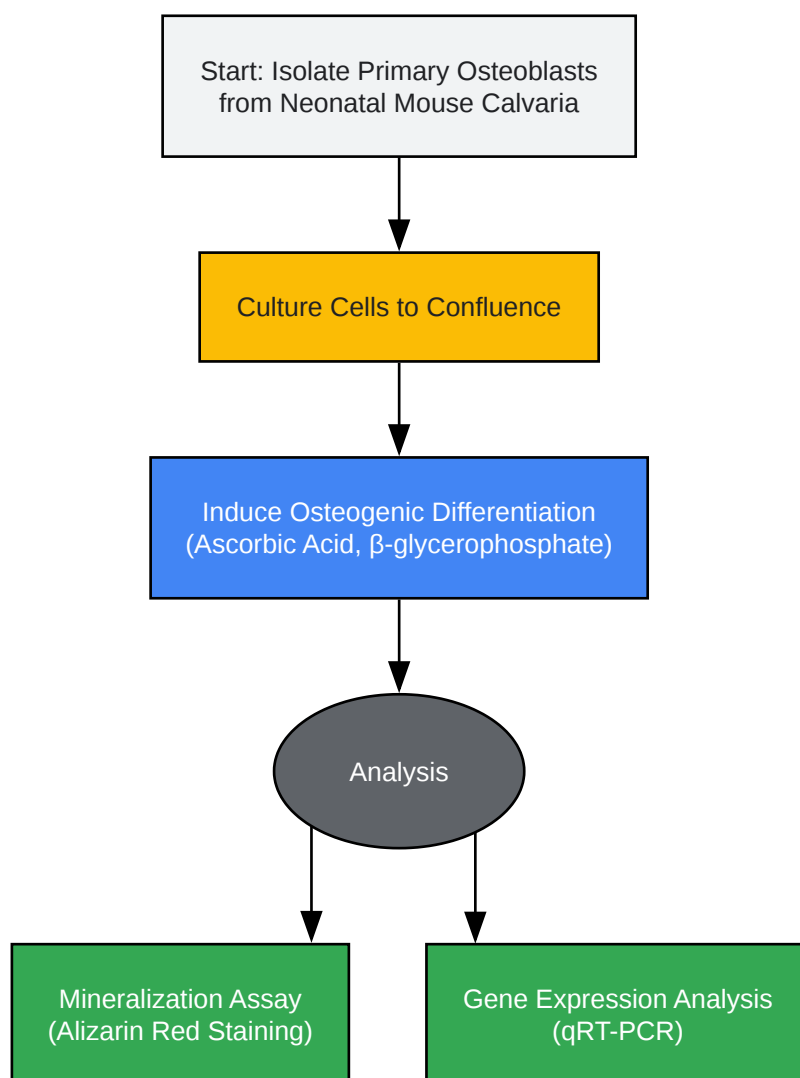 Start: Isolate Primary Osteoblasts
from Neonatal Mouse Calvaria
Culture Cells to Confluence
Induce Osteogenic Differentiation
(Ascorbic Acid, β-glycerophosphate)
Analysis
Mineralization Assay
(Alizarin Red Staining)
Gene Expression Analysis
(qRT-PCR)